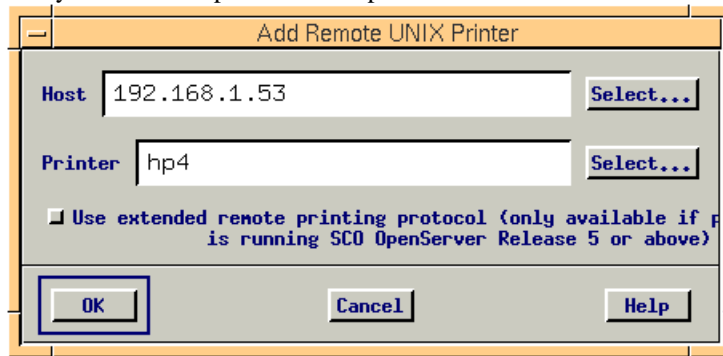 Add Remote UNIX Printer
Host 192.168.1.53 Select...
Printer hp4 Select...
Use extended remote printing protocol (only available if
is running SCO OpenServer Release 5 or above)
OK Cancel Help